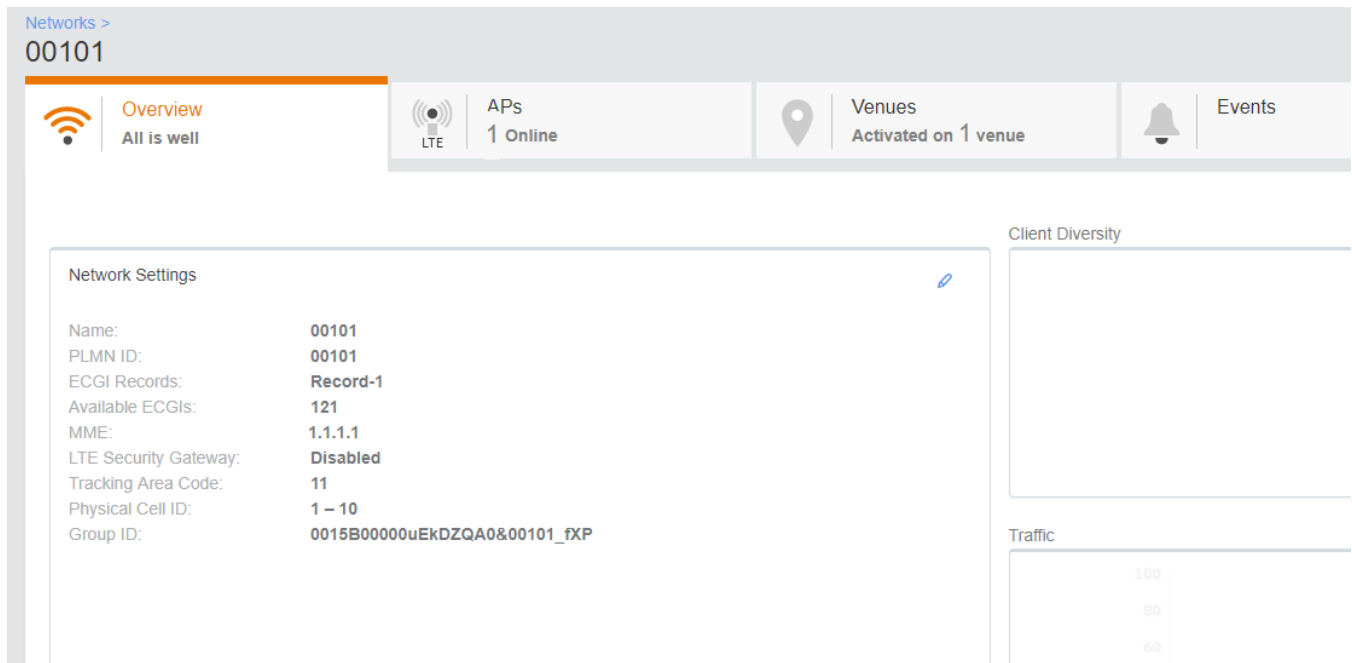 Networks >
00101
Overview
All is well
LTE
APs
1 Online
Venues
Activated on 1 venue
Events
Network Settings
Name: 00101
PLMN ID: 00101
ECGI Records: Record-1
Available ECGIs: 121
MME: 1.1.1.1
LTE Security Gateway: Disabled
Tracking Area Code: 11
Physical Cell ID: 1 – 10
Group ID: 0015B00000uEkDZQA0&00101_fXP
Client Diversity
Traffic
100
80
60